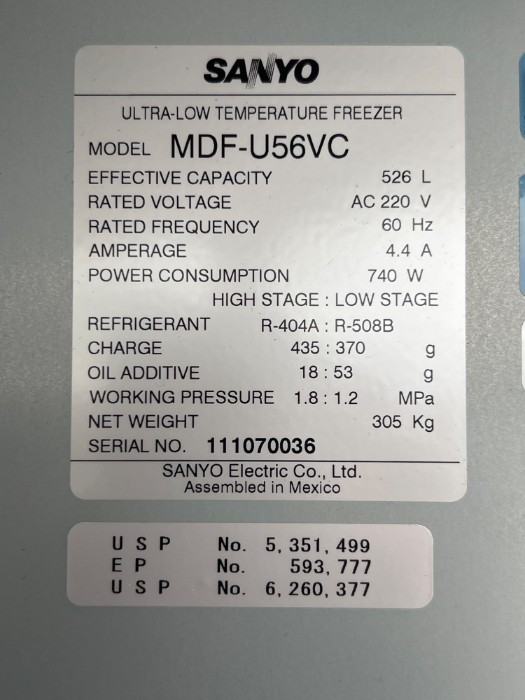 SANYO
ULTRA-LOW TEMPERATURE FREEZER
MODEL MDF-U56VC
EFFECTIVE CAPACITY 526 L
RATED VOLTAGE AC 220 V
RATED FREQUENCY 60 Hz
AMPERAGE 4.4 A
POWER CONSUMPTION 740 W
HIGH STAGE : LOW STAGE
REFRIGERANT R-404A : R-508B
CHARGE 435 : 370 g
OIL ADDITIVE 18 : 53 g
WORKING PRESSURE 1.8 : 1.2 MPa
NET WEIGHT 305 Kg
SERIAL NO. 111070036
SANYO Electric Co., Ltd.
Assembled in Mexico
USP No. 5,351,499
EP No. 593,777
USP No. 6,260,377